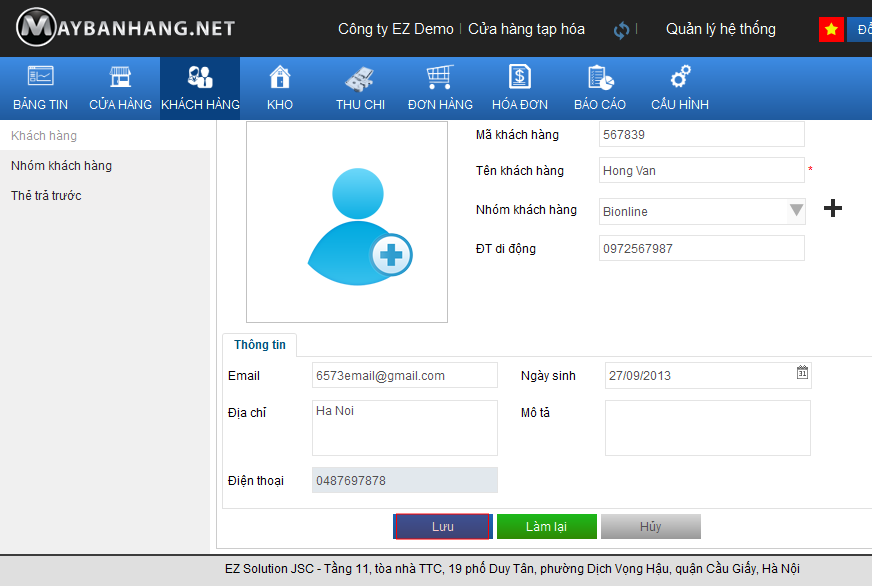 MAYBANHANG.NET Công ty EZ Demo | Cửa hàng tạp hóa | Quản lý hệ thống
BẢNG TIN CỬA HÀNG KHÁCH HÀNG KHO THU CHI ĐƠN HÀNG HÓA ĐƠN BÁO CÁO CẤU HÌNH
Khách hàng
Nhóm khách hàng
Thẻ trả trước
Mã khách hàng 567839
Tên khách hàng Hong Van *
Nhóm khách hàng Bionline
ĐT di động 0972567987
Thông tin
Email 6573email@gmail.com Ngày sinh 27/09/2013 31
Địa chỉ Ha Noi Mô tả
Điện thoại 0487697878
Lưu Làm lại Hủy
EZ Solution JSC - Tầng 11, tòa nhà TTC, 19 phố Duy Tân, phường Dịch Vọng Hậu, quận Cầu Giấy, Hà Nội